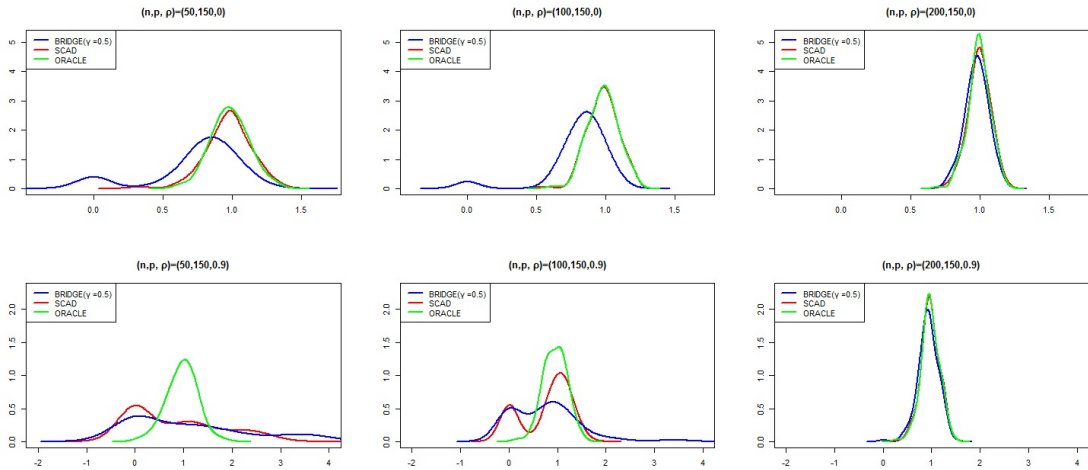 (n,p, ρ)=(50,150,0)
BRIDGE(γ =0.5)
SCAD
ORACLE
5
4
3
2
1
0
0.0 0.5 1.0 1.5
(n,p, ρ)=(100,150,0)
BRIDGE(γ =0.5)
SCAD
ORACLE
5
4
3
2
1
0
0.0 0.5 1.0 1.5
(n,p, ρ)=(200,150,0)
BRIDGE(γ =0.5)
SCAD
ORACLE
5
4
3
2
1
0
0.0 0.5 1.0 1.5
(n,p, ρ)=(50,150,0.9)
BRIDGE(γ =0.5)
SCAD
ORACLE
2.0
1.5
1.0
0.5
0.0
-2 -1 0 1 2 3 4
(n,p, ρ)=(100,150,0.9)
BRIDGE(γ =0.5)
SCAD
ORACLE
2.0
1.5
1.0
0.5
0.0
-2 -1 0 1 2 3 4
(n,p, ρ)=(200,150,0.9)
BRIDGE(γ =0.5)
SCAD
ORACLE
2.0
1.5
1.0
0.5
0.0
-2 -1 0 1 2 3 4